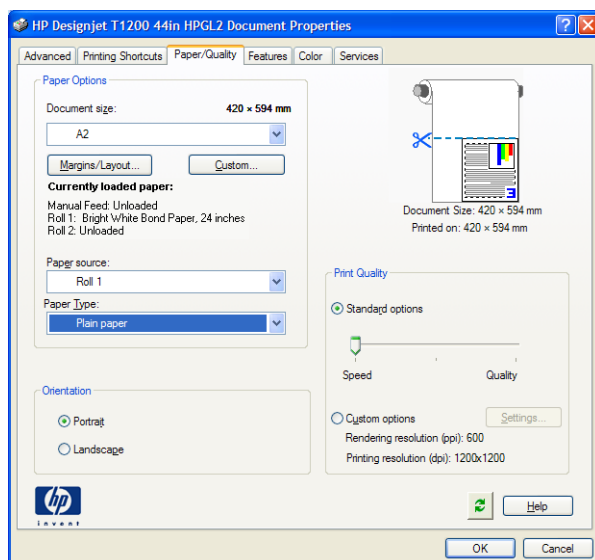 HP Designjet T1200 44in HPGL2 Document Properties
Advanced Printing Shortcuts Paper/Quality Features Color Services
Paper Options
Document size: 420 × 594 mm
A2
Margins/Layout... Custom...
Currently loaded paper:
Manual Feed: Unloaded
Roll 1: Bright White Bond Paper, 24 inches
Roll 2: Unloaded
Paper source:
Roll 1
Paper Type:
Plain paper
Orientation
Portrait
Landscape
3
Document Size: 420 × 594 mm
Printed on: 420 × 594 mm
Print Quality
Standard options
Speed Quality
Custom options Settings...
Rendering resolution (ppi): 600
Printing resolution (dpi): 1200x1200
hp
invent
Help
OK Cancel